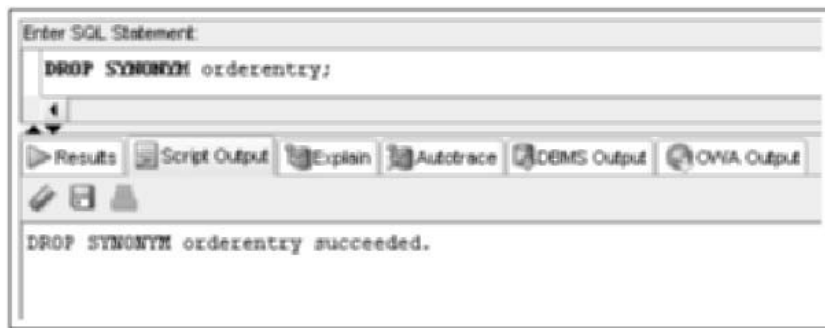 Enter SQL Statement:
DROP SYNONYM orderentry;
Results Script Output Explain Autotrace DBMS Output OWA Output
DROP SYNONYM orderentry succeeded.